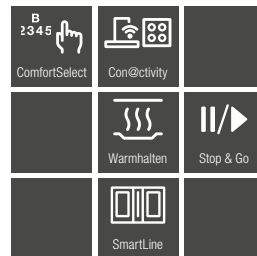 B
2345
ComfortSelect
Con@ctivity
Warmhalten
Stop & Go
SmartLine